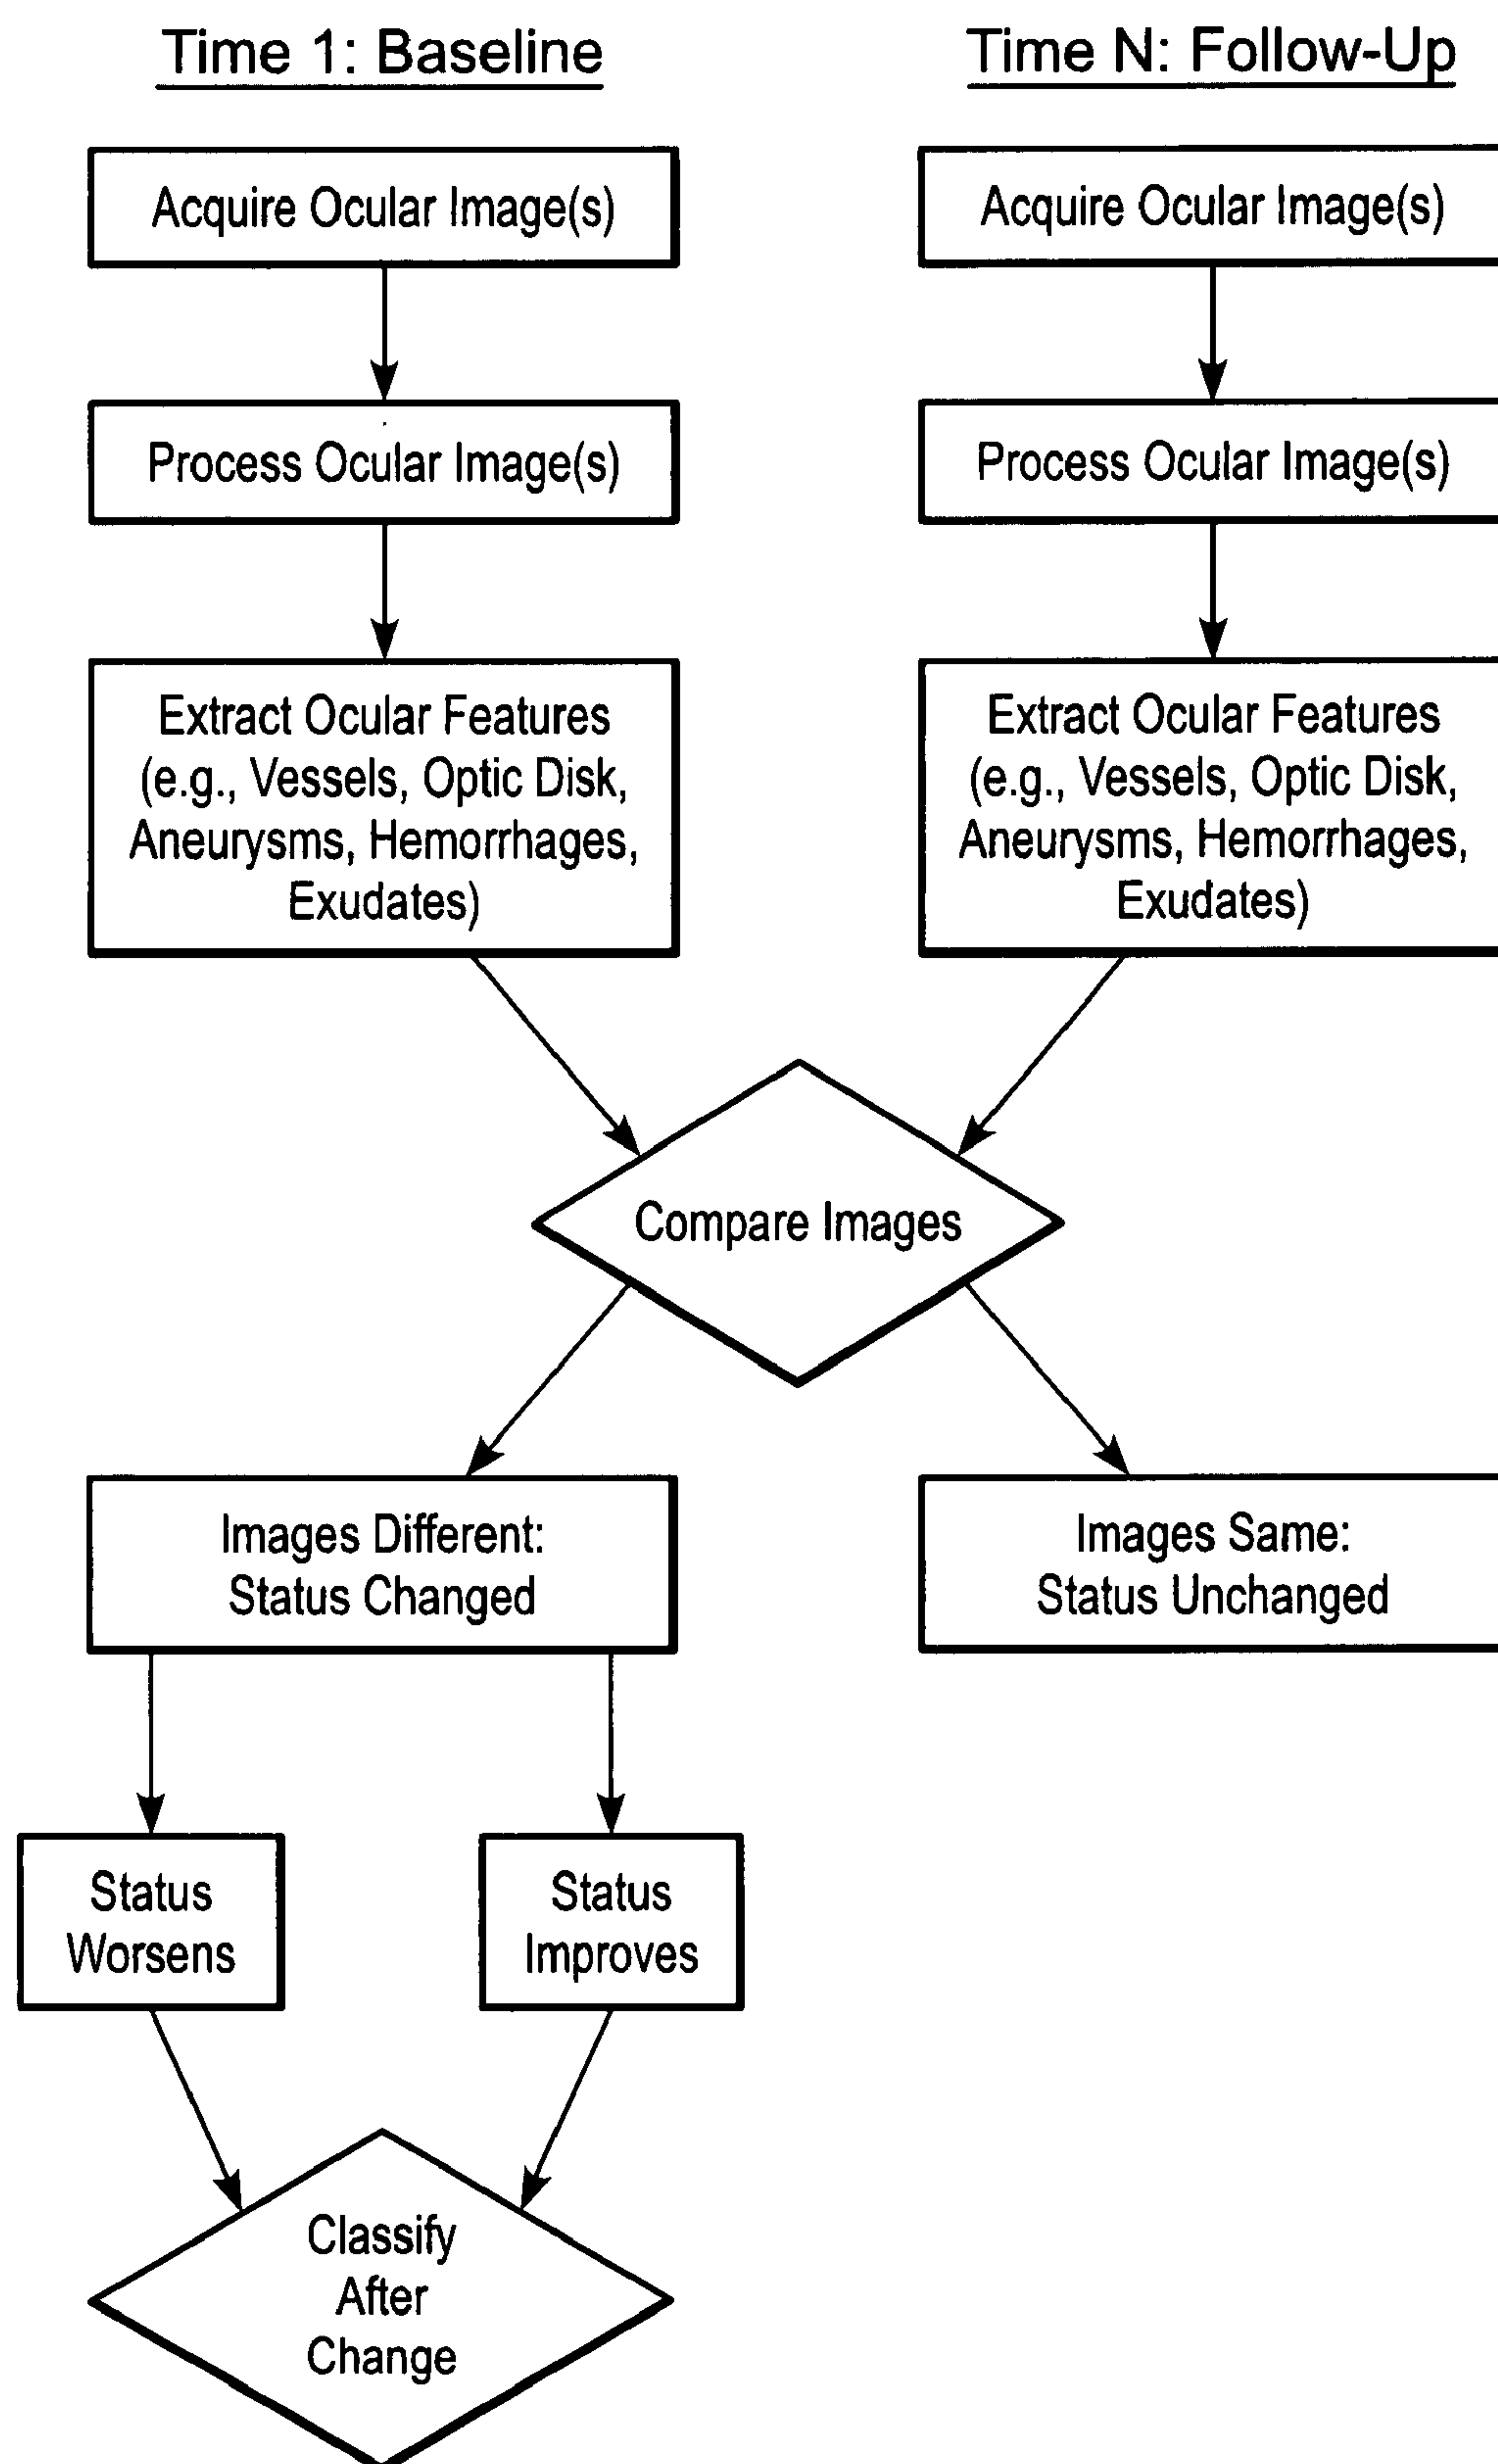 Time 1: Baseline
Time N: Follow-Up
Acquire Ocular Image(s)
Acquire Ocular Image(s)
Process Ocular Image(s)
Process Ocular Image(s)
Extract Ocular Features
(e.g., Vessels, Optic Disk,
Aneurysms, Hemorrhages,
Exudates)
Extract Ocular Features
(e.g., Vessels, Optic Disk,
Aneurysms, Hemorrhages,
Exudates)
Compare Images
Images Different:
Status Changed
Images Same:
Status Unchanged
Status
Worsens
Status
Improves
Classify
After
Change